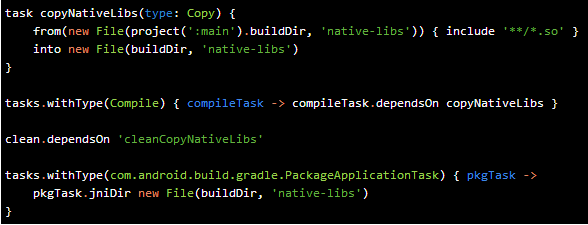 task copyNativeLibs(type: Copy) {
    from(new File(project(':main').buildDir, 'native-libs')) { include '**/*.so' }
    into new File(buildDir, 'native-libs')
}
tasks.withType(Compile) { compileTask -> compileTask.dependsOn copyNativeLibs }
clean.dependsOn 'cleanCopyNativeLibs'
tasks.withType(com.android.build.gradle.PackageApplicationTask) { pkgTask ->
    pkgTask.jniDir new File(buildDir, 'native-libs')
}